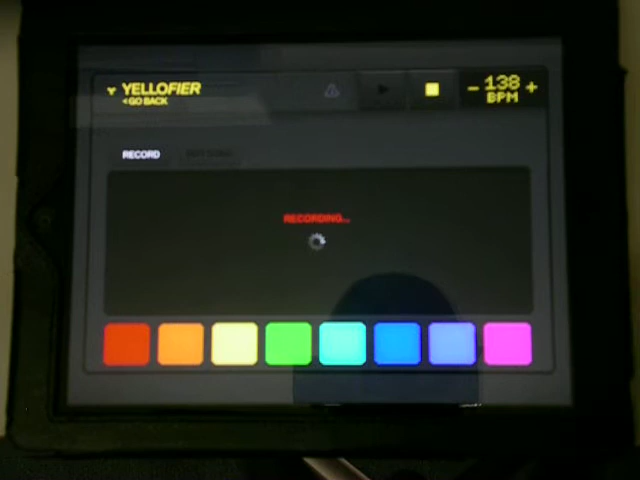 YELLOFIER
<GO BACK
- 138 +
BPM
RECORD
RECORDING...